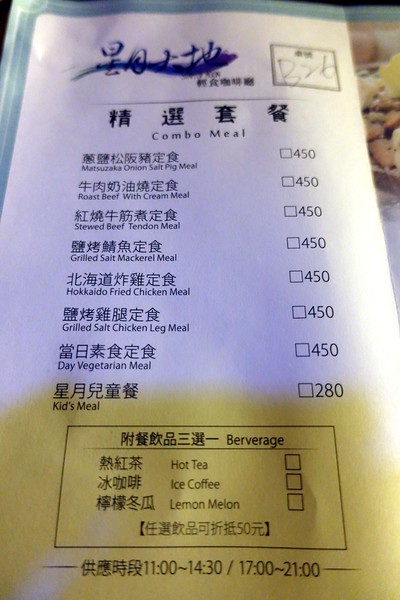 星月大地
輕食咖啡廳
桌號
B26
精選套餐
Combo Meal
蔥鹽松阪豬定食 □450
Matsuzaka Onion Salt Pig Meal
牛肉奶油燒定食 □450
Roast Beef With Cream Meal
紅燒牛筋煮定食 □450
Stewed Beef Tendon Meal
鹽烤鯖魚定食 □450
Grilled Salt Mackerel Meal
北海道炸雞定食 □450
Hokkaido Fried Chicken Meal
鹽烤雞腿定食 □450
Grilled Salt Chicken Leg Meal
當日素食定食 □450
Day Vegetarian Meal
星月兒童餐 □280
Kid's Meal
附餐飲品三選一 Berverage
熱紅茶 Hot Tea □
冰咖啡 Ice Coffee □
檸檬冬瓜 Lemon Melon □
【任選飲品可折抵50元】
供應時段11:00~14:30 / 17:00~21:00